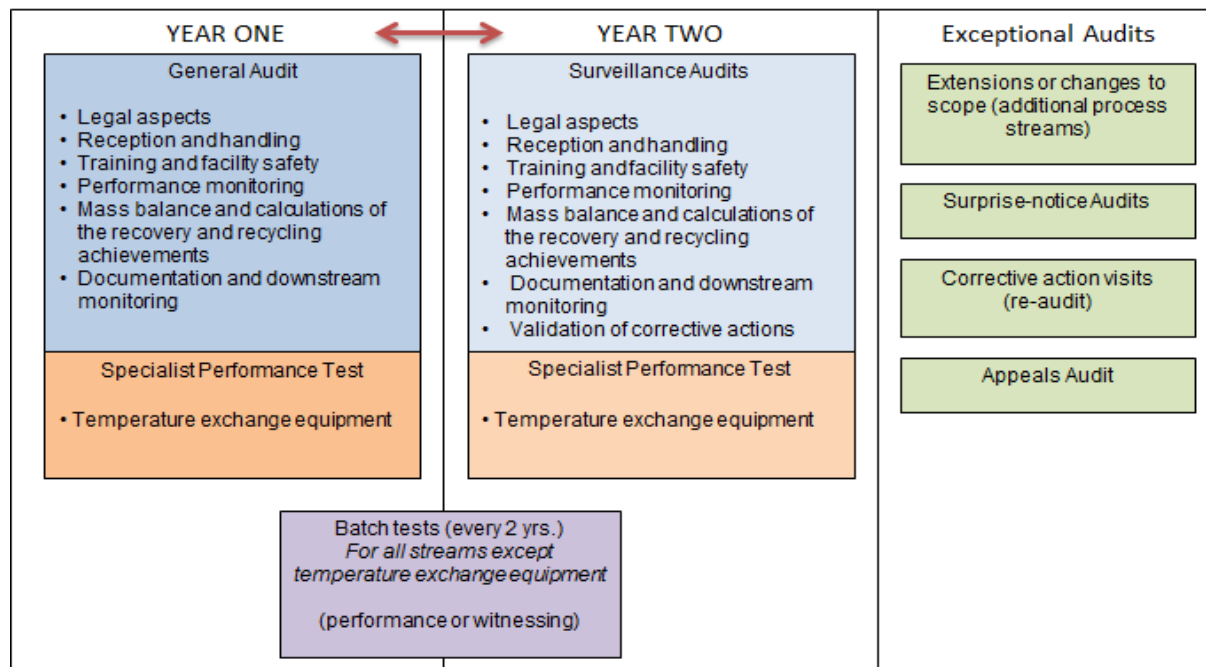 YEAR ONE
General Audit
• Legal aspects
• Reception and handling
• Training and facility safety
• Performance monitoring
• Mass balance and calculations of
the recovery and recycling
achievements
• Documentation and downstream
monitoring
Specialist Performance Test
• Temperature exchange equipment
YEAR TWO
Surveillance Audits
• Legal aspects
• Reception and handling
• Training and facility safety
• Performance monitoring
• Mass balance and calculations of
the recovery and recycling
achievements
• Documentation and downstream
monitoring
• Validation of corrective actions
Specialist Performance Test
• Temperature exchange equipment
Batch tests (every 2 yrs.)
For all streams except
temperature exchange equipment
(performance or witnessing)
Exceptional Audits
Extensions or changes to
scope (additional process
streams)
Surprise-notice Audits
Corrective action visits
(re-audit)
Appeals Audit